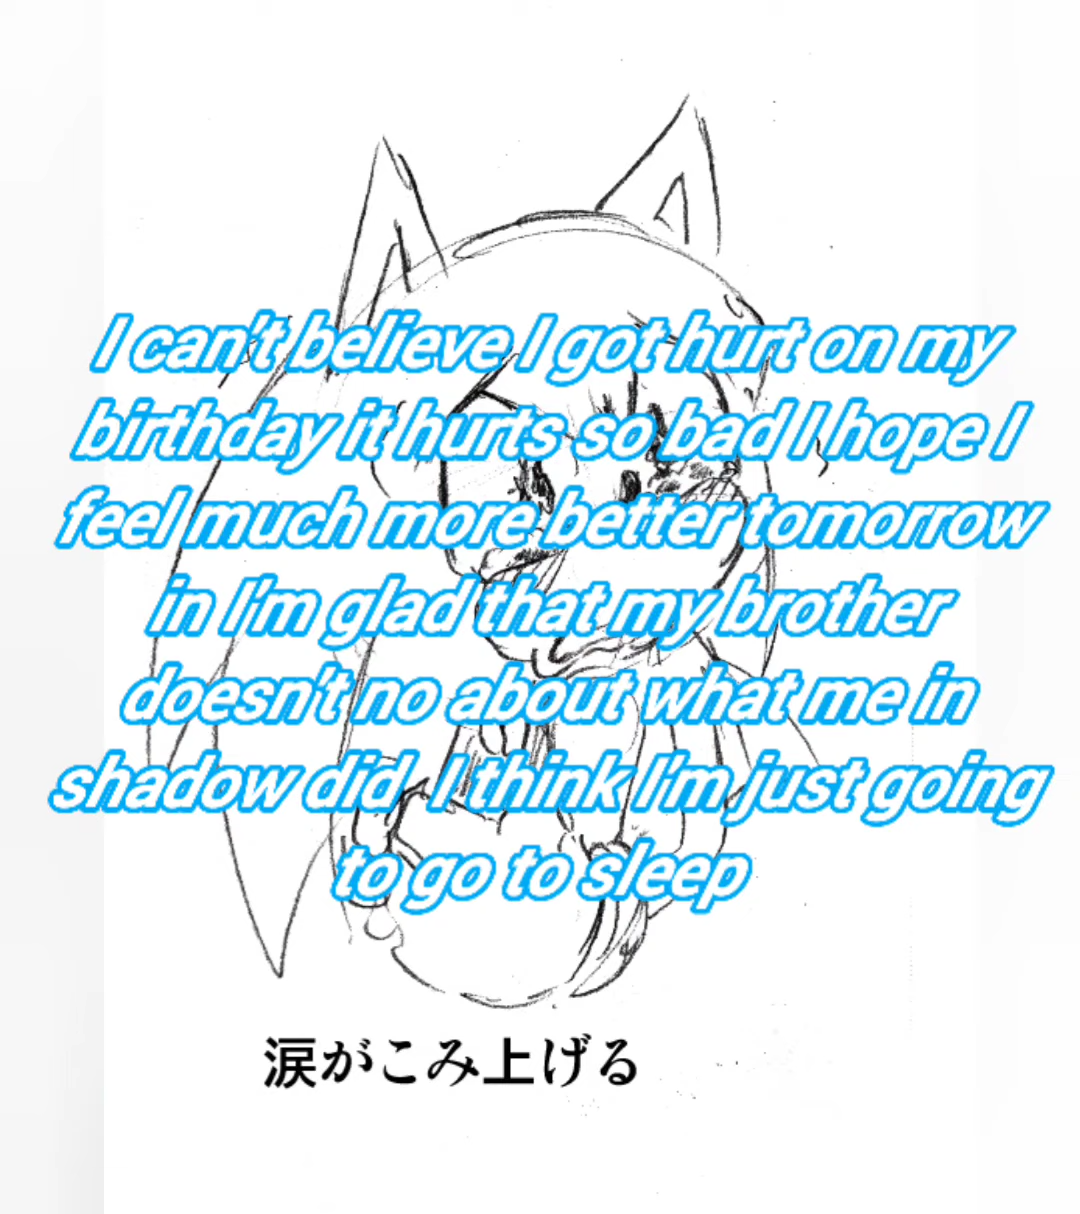 I can't believe I got hurt on my
birthday it hurts so bad I hope I
feel much more better tomorrow
in I'm glad that my brother
doesn't no about what me in
shadow did  I think I'm just going
to go to sleep
涙がこみ上げる